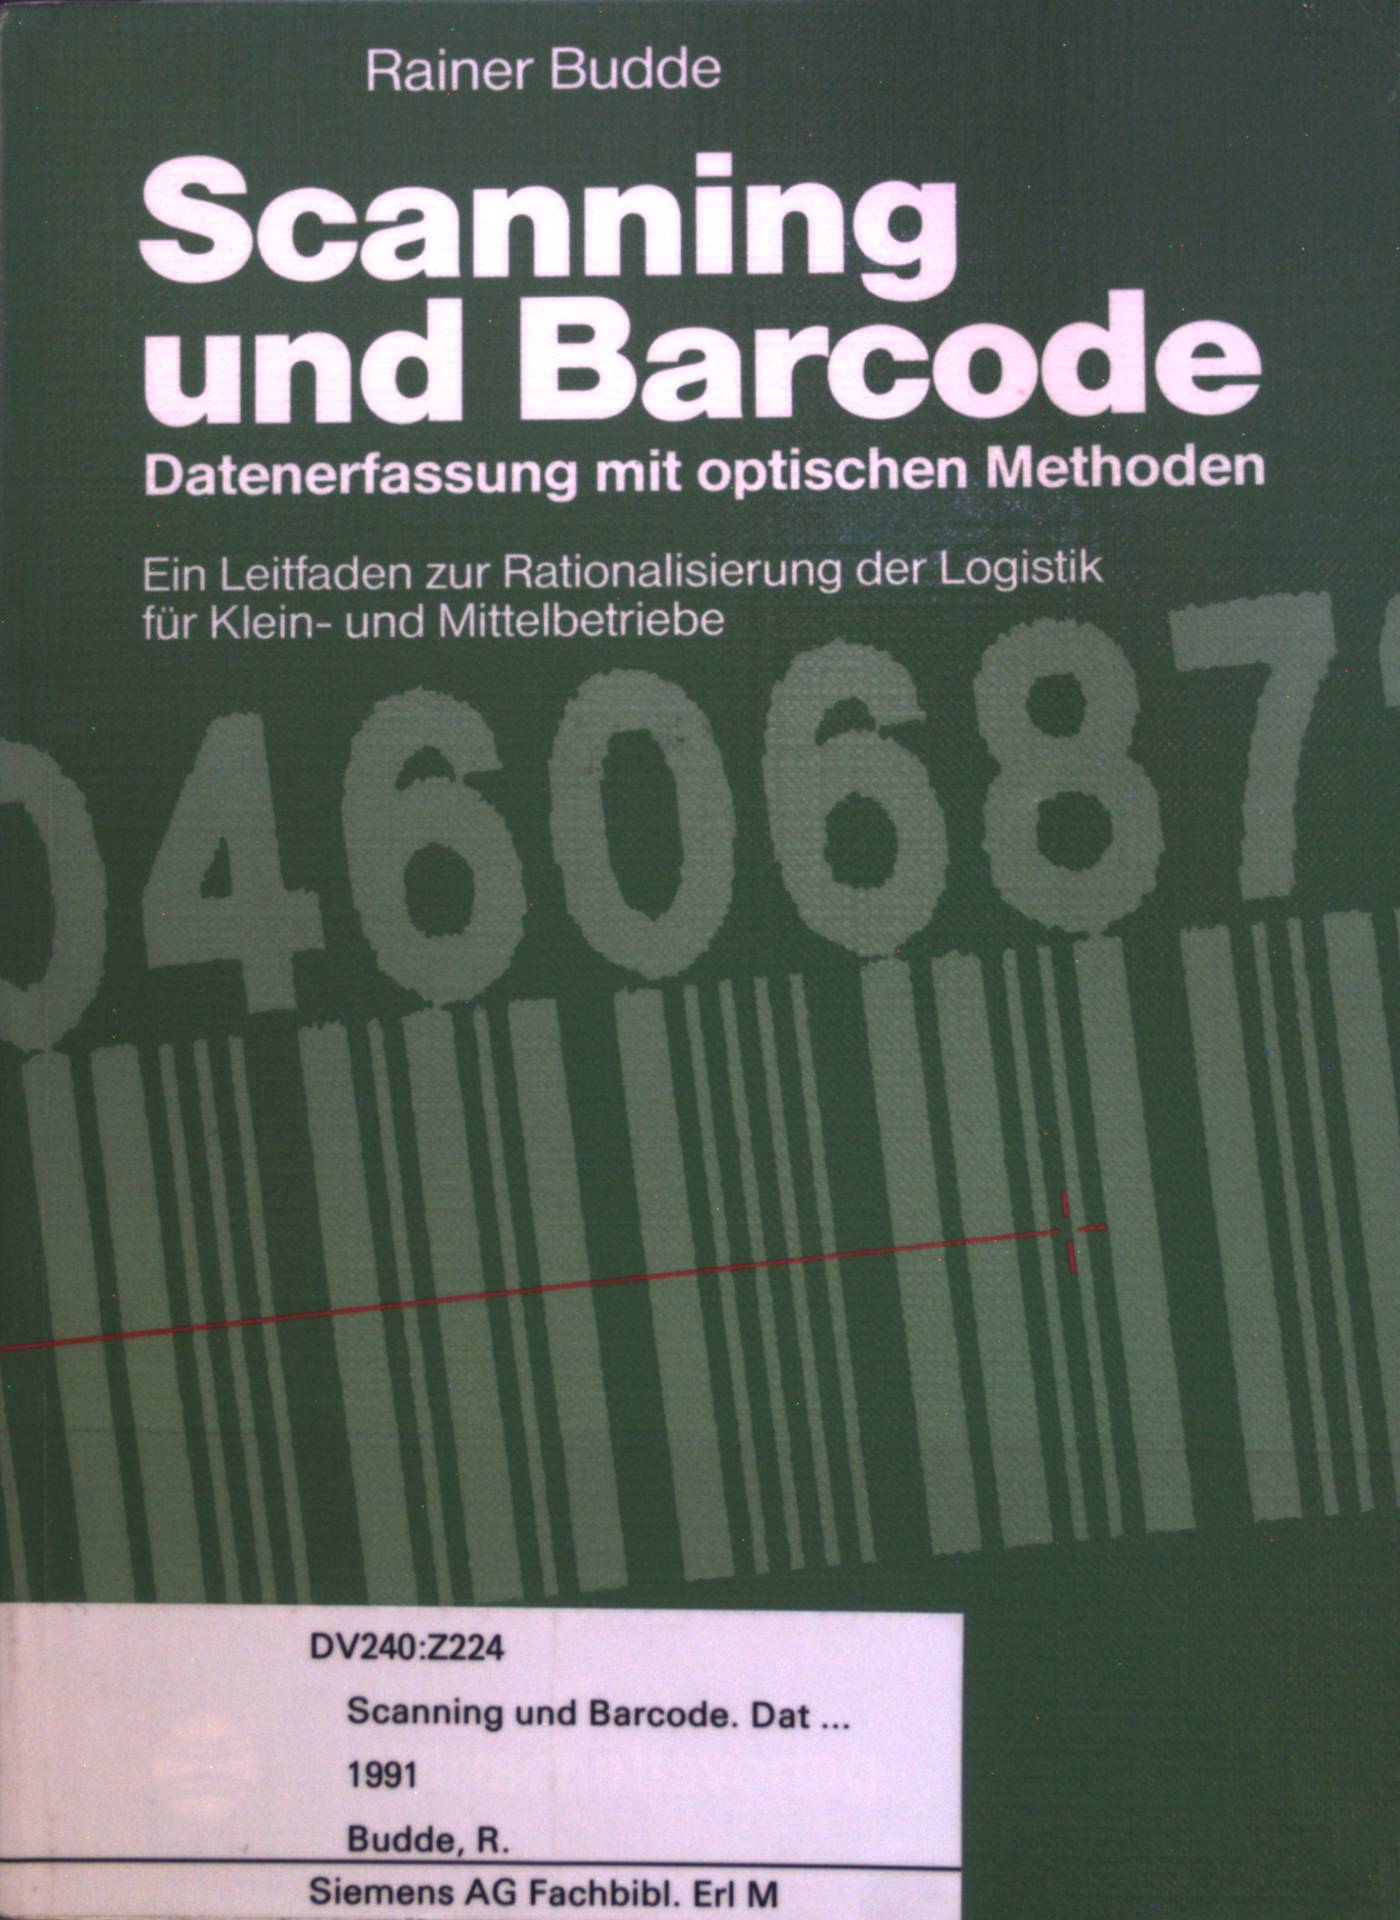 Rainer Budde
Scanning
und Barcode
Datenerfassung mit optischen Methoden
Ein Leitfaden zur Rationalisierung der Logistik
für Klein- und Mittelbetriebe
0460687
DV240:Z224
Scanning und Barcode. Dat ...
1991
Budde, R.
Siemens AG Fachbibl. Erl M